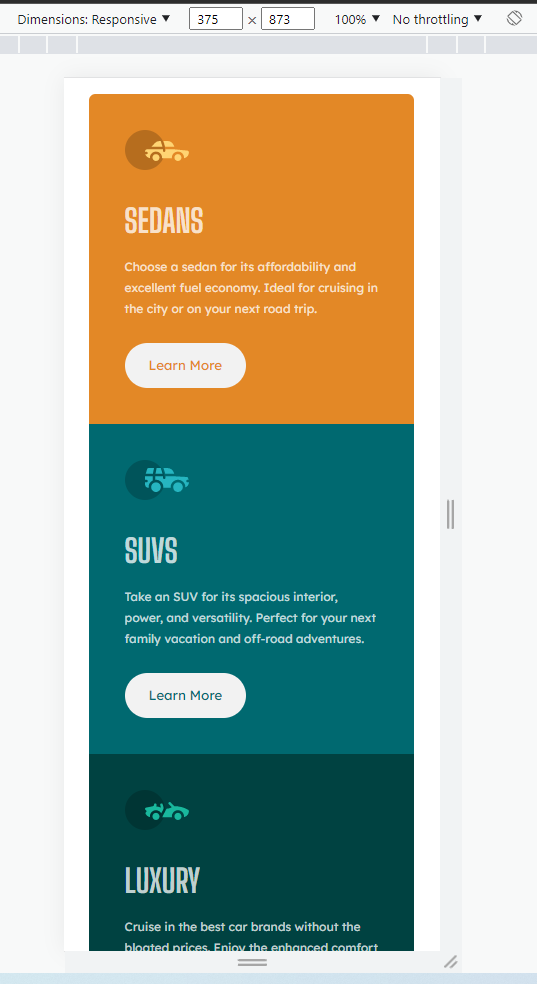 Dimensions: Responsive ▼ 375 × 873 100% ▼ No throttling ▼
SEDANS
Choose a sedan for its affordability and
excellent fuel economy. Ideal for cruising in
the city or on your next road trip.
Learn More
SUVS
Take an SUV for its spacious interior,
power, and versatility. Perfect for your next
family vacation and off-road adventures.
Learn More
LUXURY
Cruise in the best car brands without the
bloated prices. Enjoy the enhanced comfort